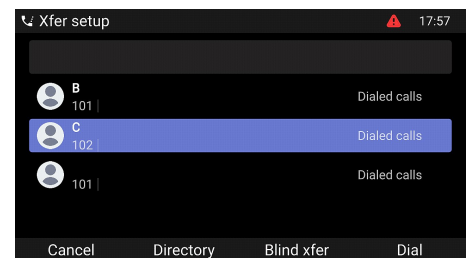 Xfer setup 17:57
B
101 Dialed calls
C
102 Dialed calls
101 Dialed calls
Cancel Directory Blind xfer Dial